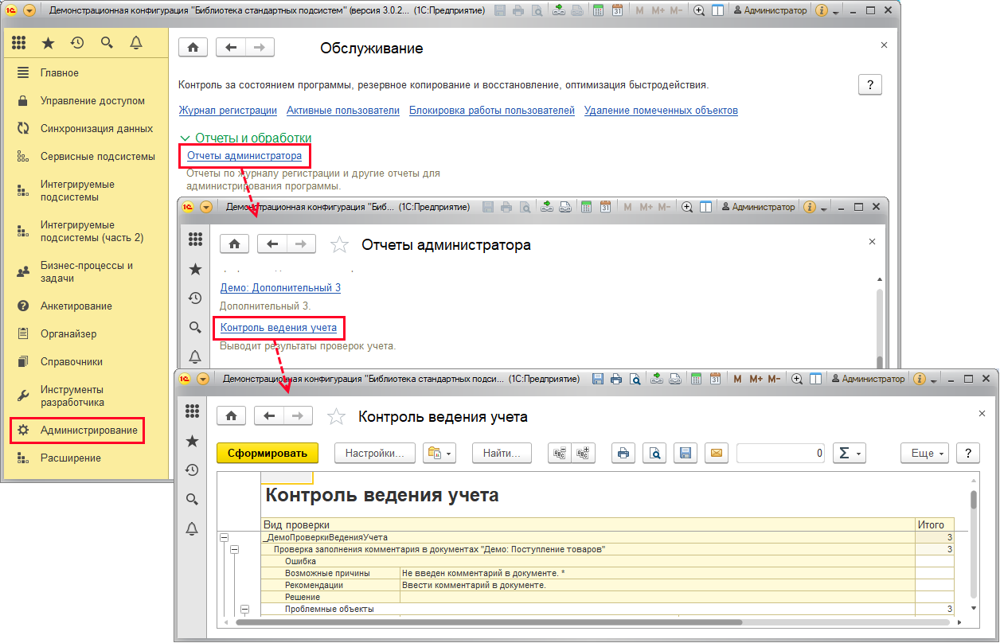 Демонстрационная конфигурация "Библиотека стандартных подсистем" (версия 3.0.2... (1С:Предприятие)
31 M M+ M- Администратор
Главное
Управление доступом
Синхронизация данных
Сервисные подсистемы
Интегрируемые
подсистемы
Интегрируемые
подсистемы (часть 2)
Бизнес-процессы и
задачи
Анкетирование
Органайзер
Справочники
Инструменты
разработчика
Администрирование
Расширение
Обслуживание
Контроль за состоянием программы, резервное копирование и восстановление, оптимизация быстродействия.
?
Журнал регистрации Активные пользователи Блокировка работы пользователей Удаление помеченных объектов
Отчеты и обработки
Отчеты администратора
Отчеты по журналу регистрации и другие отчеты для
администрирования программы.
Демонстрационная конфигурация "Биб... (1С:Предприятие) 31 M M+ M- Администратор
Отчеты администратора
Демо: Дополнительный 3
Дополнительный 3.
Контроль ведения учета
Выводит результаты проверок учета.
Демонстрационная конфигурация "Библиотека стандартных подси... (1С:Предприятие) 31 M M+ M- Администратор
Контроль ведения учета
Сформировать Настройки... Найти... 0 Σ Еще ?
Контроль ведения учета
Вид проверки Итого
_ДемоПроверкиВеденияУчета 3
Проверка заполнения комментария в документах "Демо: Поступление товаров" 3
Ошибка
Возможные причины Не введен комментарий в документе. *
Рекомендации Ввести комментарий в документе.
Решение
Проблемные объекты 3